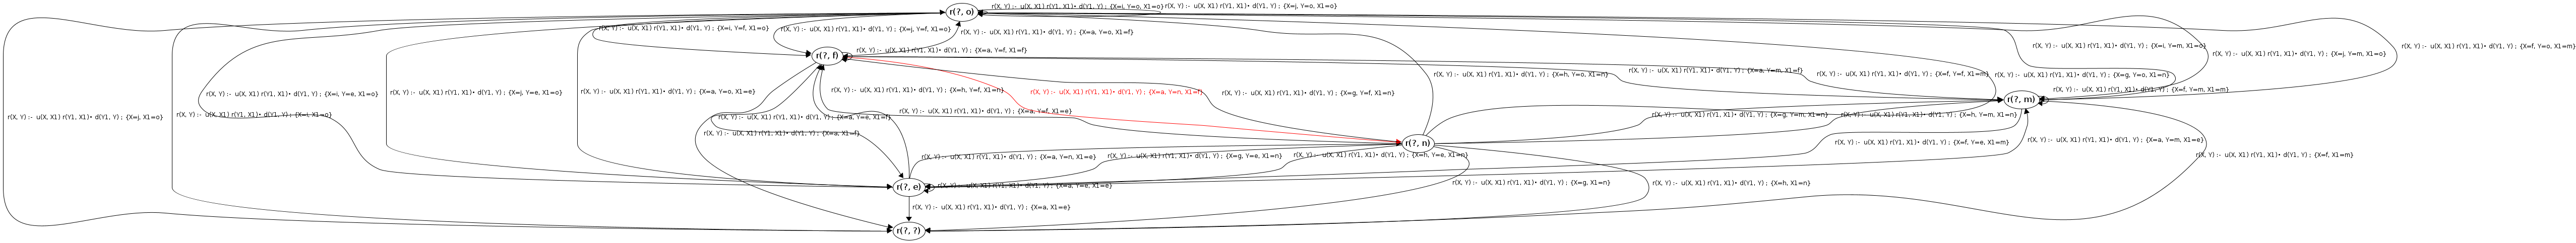 r(?, o)
r(X, Y) :- u(X, X1) r(Y1, X1)• d(Y1, Y) ; {X=i, Y=o, X1=o}
r(X, Y) :- u(X, X1) r(Y1, X1)• d(Y1, Y) ; {X=j, Y=o, X1=o}
r(X, Y) :- u(X, X1) r(Y1, X1)• d(Y1, Y) ; {X=i, Y=f, X1=o}
r(X, Y) :- u(X, X1) r(Y1, X1)• d(Y1, Y) ; {X=j, Y=f, X1=o}
r(X, Y) :- u(X, X1) r(Y1, X1)• d(Y1, Y) ; {X=a, Y=o, X1=f}
r(X, Y) :- u(X, X1) r(Y1, X1)• d(Y1, Y) ; {X=i, Y=m, X1=o}
r(X, Y) :- u(X, X1) r(Y1, X1)• d(Y1, Y) ; {X=f, Y=o, X1=m}
r(X, Y) :- u(X, X1) r(Y1, X1)• d(Y1, Y) ; {X=a, Y=f, X1=f}
r(X, Y) :- u(X, X1) r(Y1, X1)• d(Y1, Y) ; {X=j, Y=m, X1=o}
r(?, f)
r(X, Y) :- u(X, X1) r(Y1, X1)• d(Y1, Y) ; {X=a, Y=m, X1=f}
r(X, Y) :- u(X, X1) r(Y1, X1)• d(Y1, Y) ; {X=h, Y=o, X1=n}
r(X, Y) :- u(X, X1) r(Y1, X1)• d(Y1, Y) ; {X=f, Y=f, X1=m}
r(X, Y) :- u(X, X1) r(Y1, X1)• d(Y1, Y) ; {X=g, Y=o, X1=n}
r(X, Y) :- u(X, X1) r(Y1, X1)• d(Y1, Y) ; {X=f, Y=m, X1=m}
r(X, Y) :- u(X, X1) r(Y1, X1)• d(Y1, Y) ; {X=i, Y=e, X1=o}
r(X, Y) :- u(X, X1) r(Y1, X1)• d(Y1, Y) ; {X=j, Y=e, X1=o}
r(X, Y) :- u(X, X1) r(Y1, X1)• d(Y1, Y) ; {X=a, Y=o, X1=e}
r(X, Y) :- u(X, X1) r(Y1, X1)• d(Y1, Y) ; {X=h, Y=f, X1=n}
r(X, Y) :- u(X, X1) r(Y1, X1)• d(Y1, Y) ; {X=a, Y=n, X1=f}
r(X, Y) :- u(X, X1) r(Y1, X1)• d(Y1, Y) ; {X=g, Y=f, X1=n}
r(?, m)
r(X, Y) :- u(X, X1) r(Y1, X1)• d(Y1, Y) ; {X=a, Y=f, X1=e}
r(X, Y) :- u(X, X1) r(Y1, X1)• d(Y1, Y) ; {X=j, X1=o}
r(X, Y) :- u(X, X1) r(Y1, X1)• d(Y1, Y) ; {X=i, X1=o}
r(X, Y) :- u(X, X1) r(Y1, X1)• d(Y1, Y) ; {X=a, Y=e, X1=f}
r(X, Y) :- u(X, X1) r(Y1, X1)• d(Y1, Y) ; {X=g, Y=m, X1=n}
r(X, Y) :- u(X, X1) r(Y1, X1)• d(Y1, Y) ; {X=h, Y=m, X1=n}
r(X, Y) :- u(X, X1) r(Y1, X1)• d(Y1, Y) ; {X=a, X1=f}
r(?, n)
r(X, Y) :- u(X, X1) r(Y1, X1)• d(Y1, Y) ; {X=f, Y=e, X1=m}
r(X, Y) :- u(X, X1) r(Y1, X1)• d(Y1, Y) ; {X=a, Y=m, X1=e}
r(X, Y) :- u(X, X1) r(Y1, X1)• d(Y1, Y) ; {X=a, Y=n, X1=e}
r(X, Y) :- u(X, X1) r(Y1, X1)• d(Y1, Y) ; {X=g, Y=e, X1=n}
r(X, Y) :- u(X, X1) r(Y1, X1)• d(Y1, Y) ; {X=h, Y=e, X1=n}
r(X, Y) :- u(X, X1) r(Y1, X1)• d(Y1, Y) ; {X=f, X1=m}
r(?, e)
r(X, Y) :- u(X, X1) r(Y1, X1)• d(Y1, Y) ; {X=a, Y=e, X1=e}
r(X, Y) :- u(X, X1) r(Y1, X1)• d(Y1, Y) ; {X=g, X1=n}
r(X, Y) :- u(X, X1) r(Y1, X1)• d(Y1, Y) ; {X=h, X1=n}
r(X, Y) :- u(X, X1) r(Y1, X1)• d(Y1, Y) ; {X=a, X1=e}
r(?, ?)